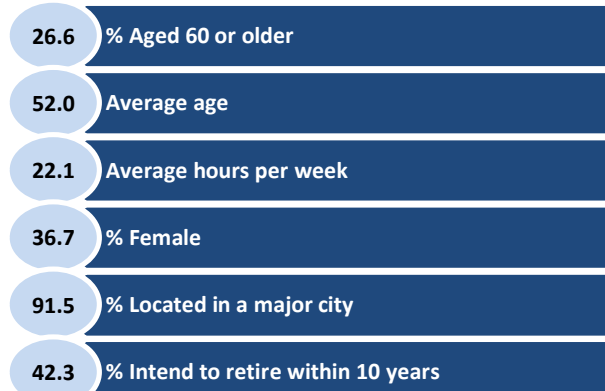 26.6 % Aged 60 or older
52.0 Average age
22.1 Average hours per week
36.7 % Female
91.5 % Located in a major city
42.3 % Intend to retire within 10 years